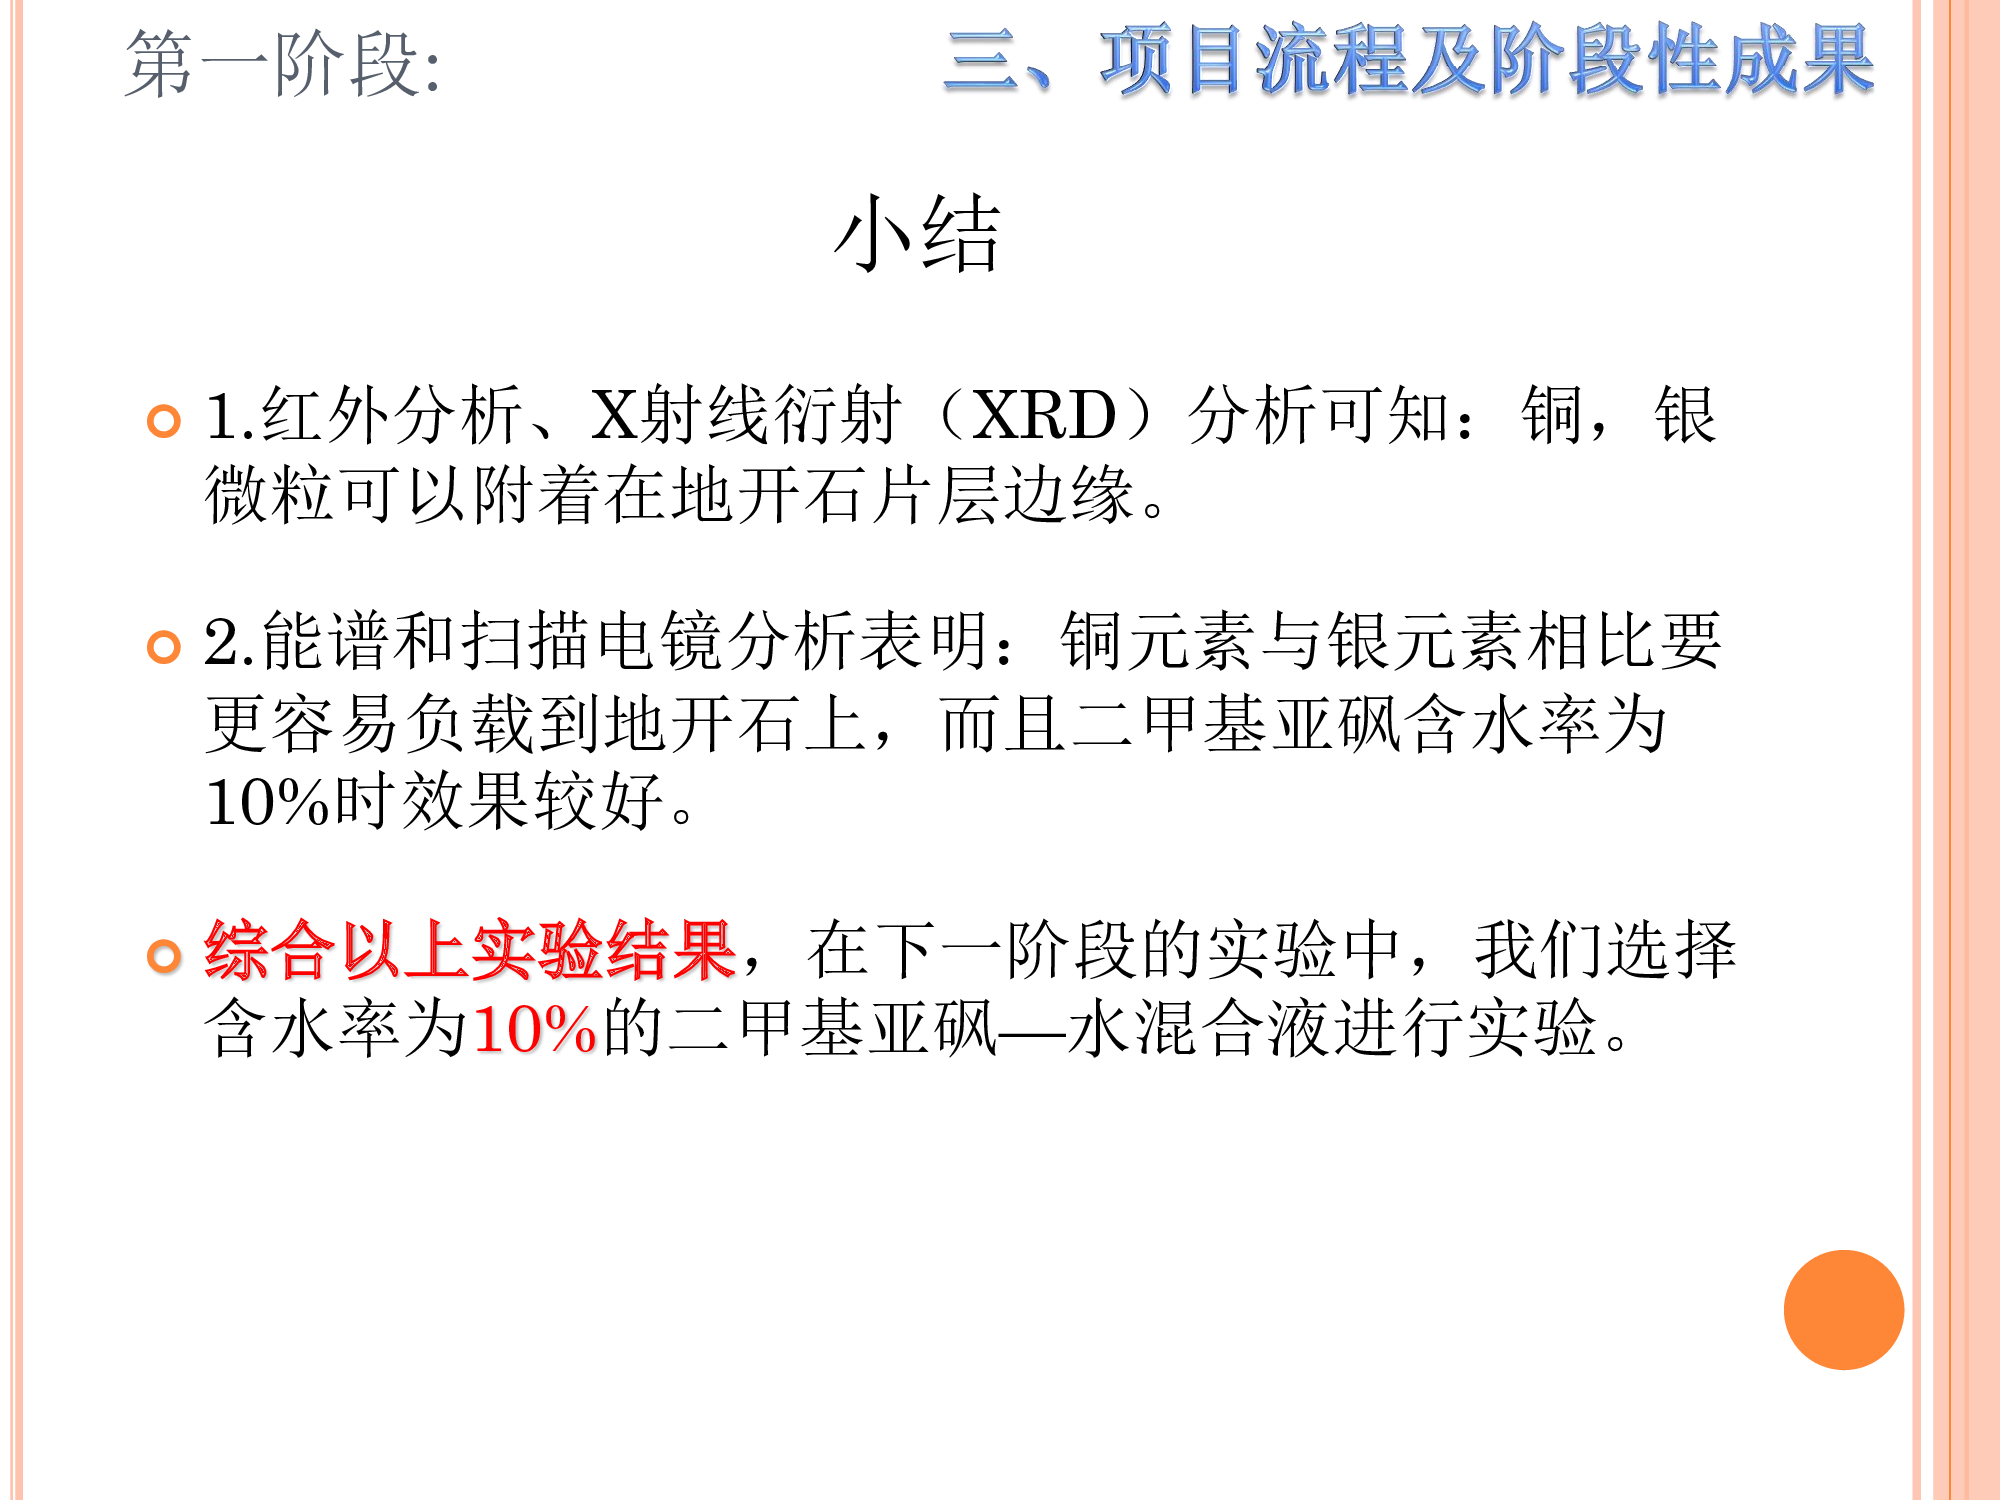 第一阶段:
三、项目流程及阶段性成果
小结
1.红外分析、X射线衍射（XRD）分析可知：铜，银
微粒可以附着在地开石片层边缘。
2.能谱和扫描电镜分析表明：铜元素与银元素相比要
更容易负载到地开石上，而且二甲基亚砜含水率为
10%时效果较好。
综合以上实验结果，在下一阶段的实验中，我们选择
含水率为10%的二甲基亚砜—水混合液进行实验。